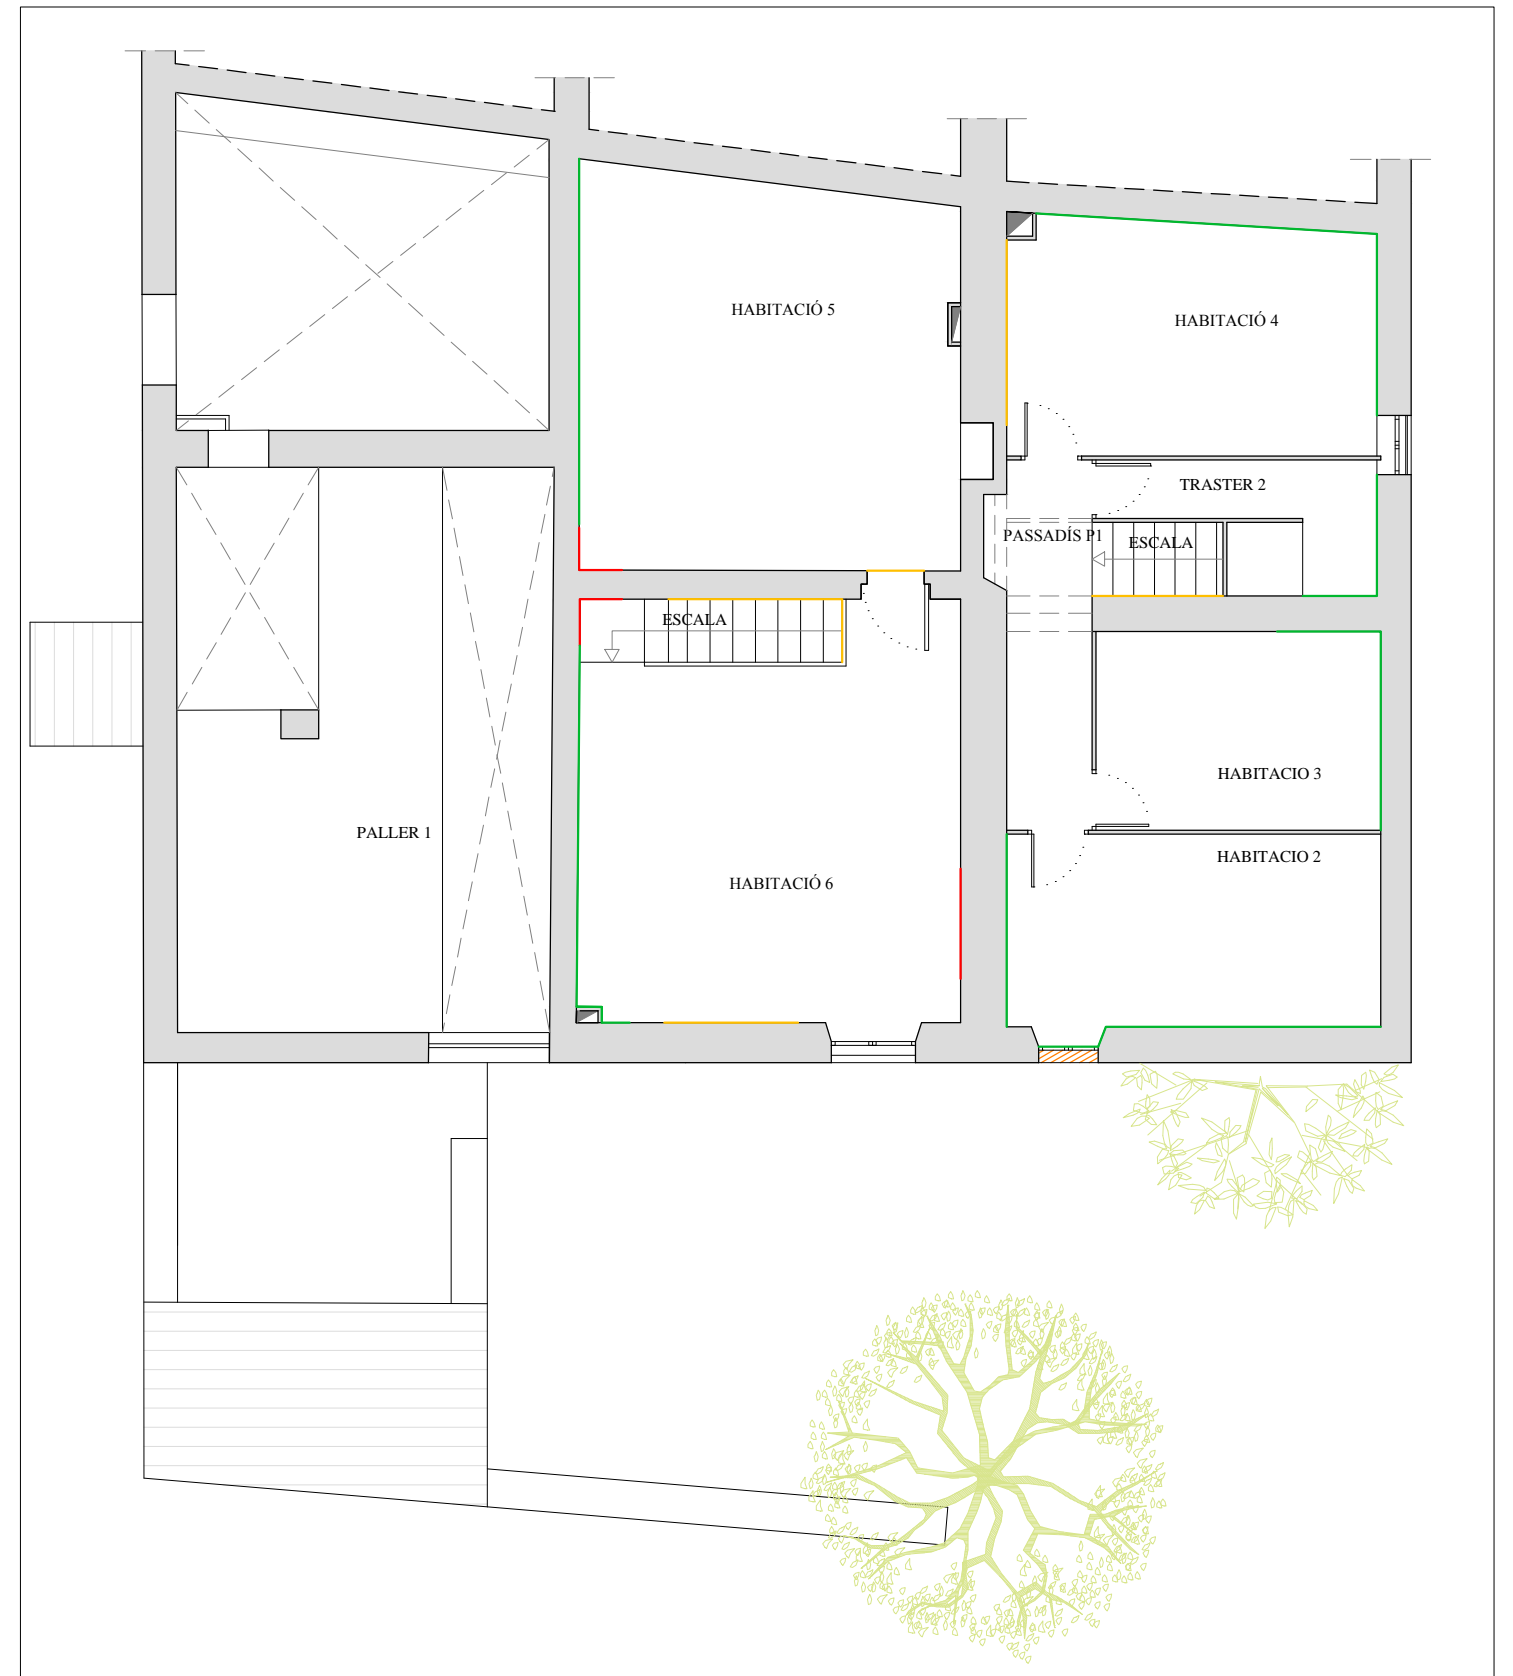 HABITACIÓ 5
HABITACIÓ 4
TRASTER 2
PASSADÍS P1
ESCALA
ESCALA
HABITACIO 3
PALLER 1
HABITACIO 2
HABITACIÓ 6